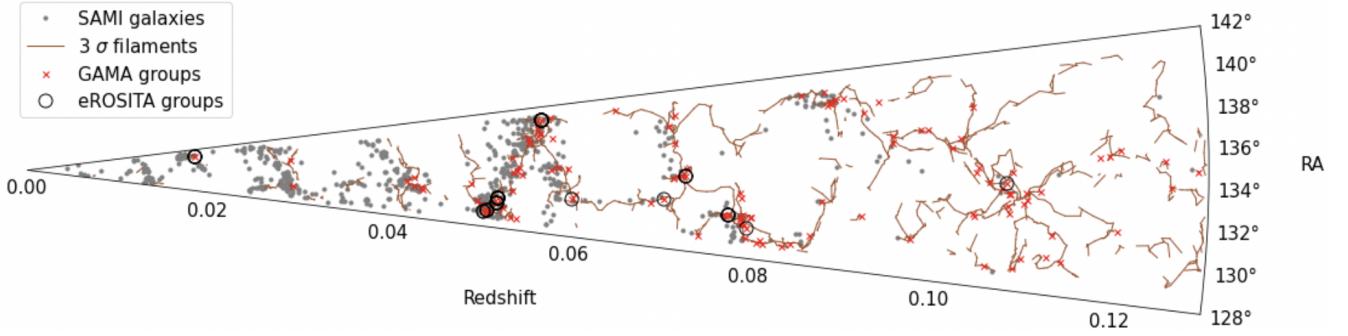 SAMI galaxies
3 σ filaments
GAMA groups
eROSITA groups
142°
140°
138°
136°
134°
132°
130°
128°
RA
0.00
0.02
0.04
0.06
0.08
0.10
0.12
Redshift